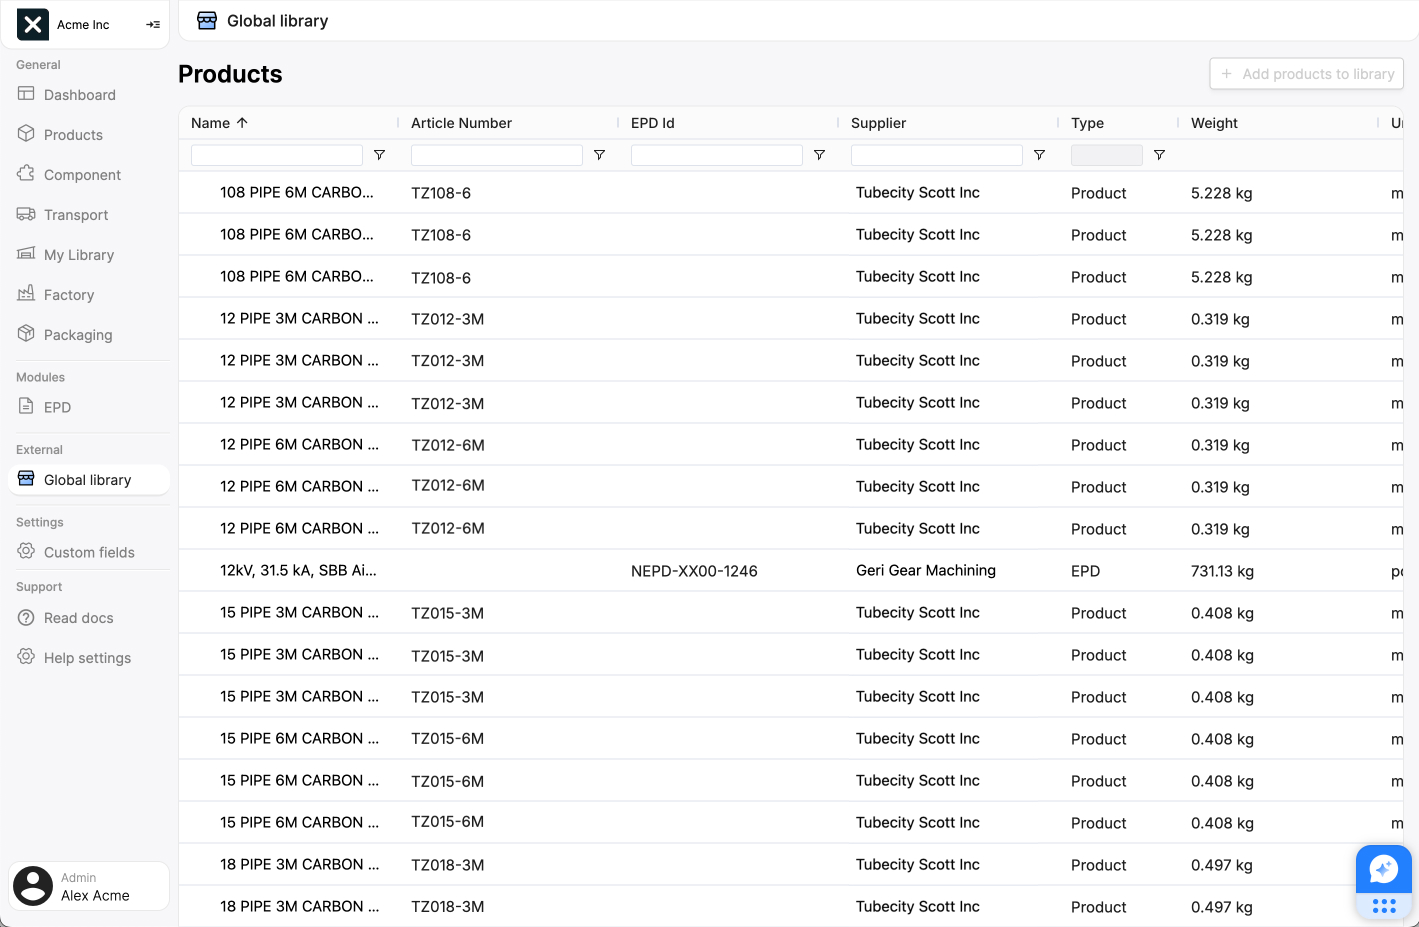 Acme Inc
Global library
General
Dashboard
Products
Component
Transport
My Library
Factory
Packaging
Modules
EPD
External
Global library
Settings
Custom fields
Support
Read docs
Help settings
Admin
Alex Acme
Products
Add products to library
Name Article Number EPD Id Supplier Type Weight
108 PIPE 6M CARBO... TZ108-6 Tubecity Scott Inc Product 5.228 kg m
108 PIPE 6M CARBO... TZ108-6 Tubecity Scott Inc Product 5.228 kg m
108 PIPE 6M CARBO... TZ108-6 Tubecity Scott Inc Product 5.228 kg m
12 PIPE 3M CARBON ... TZ012-3M Tubecity Scott Inc Product 0.319 kg m
12 PIPE 3M CARBON ... TZ012-3M Tubecity Scott Inc Product 0.319 kg m
12 PIPE 3M CARBON ... TZ012-3M Tubecity Scott Inc Product 0.319 kg m
12 PIPE 6M CARBON ... TZ012-6M Tubecity Scott Inc Product 0.319 kg m
12 PIPE 6M CARBON ... TZ012-6M Tubecity Scott Inc Product 0.319 kg m
12 PIPE 6M CARBON ... TZ012-6M Tubecity Scott Inc Product 0.319 kg m
12kV, 31.5 kA, SBB Ai... NEPD-XX00-1246 Geri Gear Machining EPD 731.13 kg
15 PIPE 3M CARBON ... TZ015-3M Tubecity Scott Inc Product 0.408 kg m
15 PIPE 3M CARBON ... TZ015-3M Tubecity Scott Inc Product 0.408 kg m
15 PIPE 3M CARBON ... TZ015-3M Tubecity Scott Inc Product 0.408 kg m
15 PIPE 6M CARBON ... TZ015-6M Tubecity Scott Inc Product 0.408 kg m
15 PIPE 6M CARBON ... TZ015-6M Tubecity Scott Inc Product 0.408 kg m
15 PIPE 6M CARBON ... TZ015-6M Tubecity Scott Inc Product 0.408 kg m
18 PIPE 3M CARBON ... TZ018-3M Tubecity Scott Inc Product 0.497 kg m
18 PIPE 3M CARBON ... TZ018-3M Tubecity Scott Inc Product 0.497 kg m